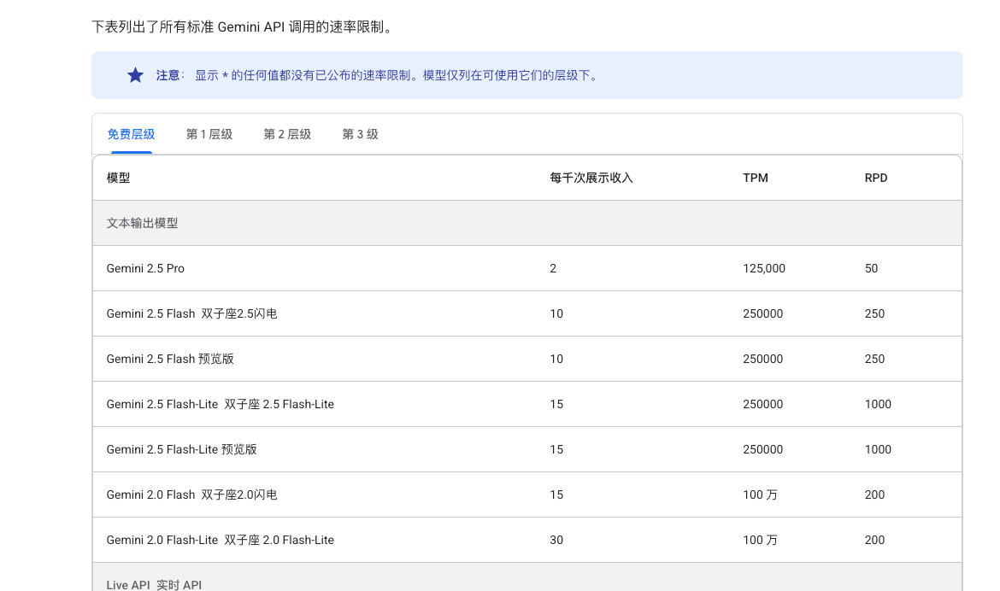 下表列出了所有标准 Gemini API 调用的速率限制。
注意： 显示 * 的任何值都没有已公布的速率限制。模型仅列在可使用它们的层级下。
免费层级 第 1 层级 第 2 层级 第 3 级
模型 每千次展示收入 TPM RPD
文本输出模型
Gemini 2.5 Pro 2 125,000 50
Gemini 2.5 Flash 双子座2.5闪电 10 250000 250
Gemini 2.5 Flash 预览版 10 250000 250
Gemini 2.5 Flash-Lite 双子座 2.5 Flash-Lite 15 250000 1000
Gemini 2.5 Flash-Lite 预览版 15 250000 1000
Gemini 2.0 Flash 双子座2.0闪电 15 100 万 200
Gemini 2.0 Flash-Lite 双子座 2.0 Flash-Lite 30 100 万 200
Live API 实时 API